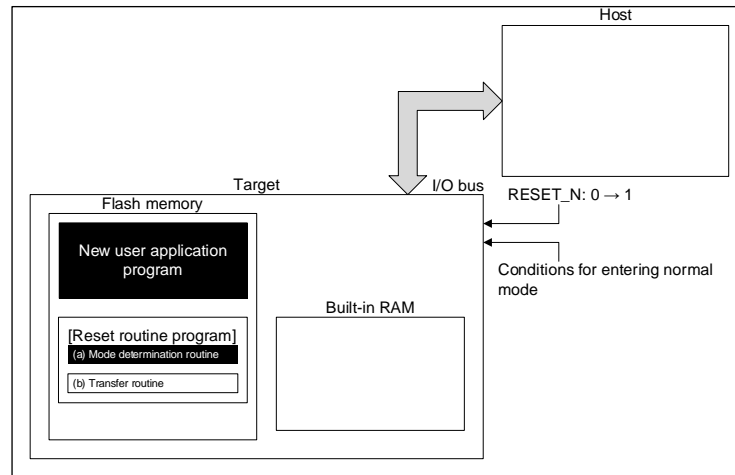 Host
Target
I/O bus
RESET_N: 0 → 1
Flash memory
New user application
program
Conditions for entering normal
mode
Built-in RAM
[Reset routine program]
(a) Mode determination routine
(b) Transfer routine